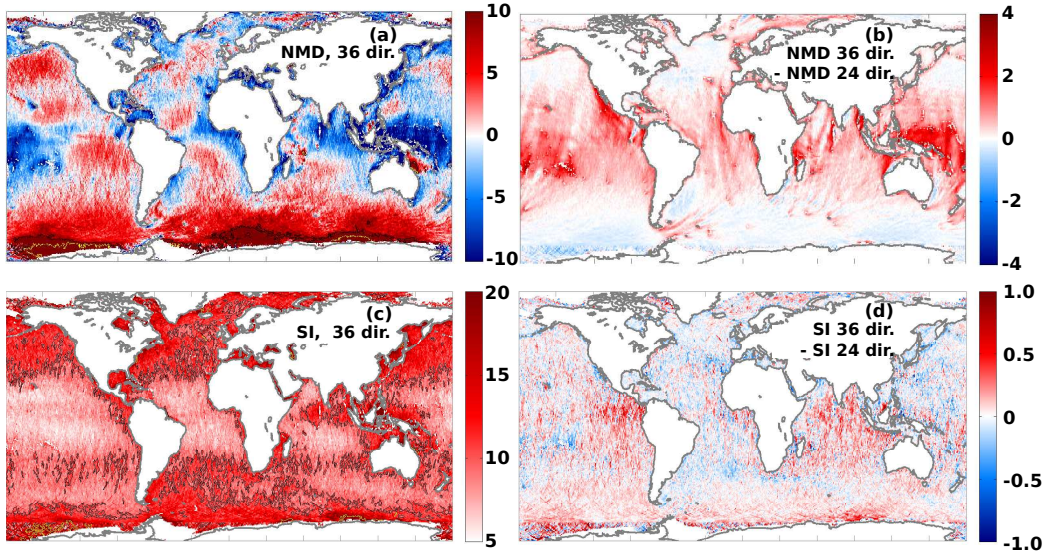 (a)
NMD, 36 dir.
10
5
0
-5
-10
(b)
NMD 36 dir.
- NMD 24 dir.
4
2
0
-2
-4
(c)
SI, 36 dir.
20
15
10
5
(d)
SI 36 dir.
- SI 24 dir.
1.0
0.5
0
-0.5
-1.0